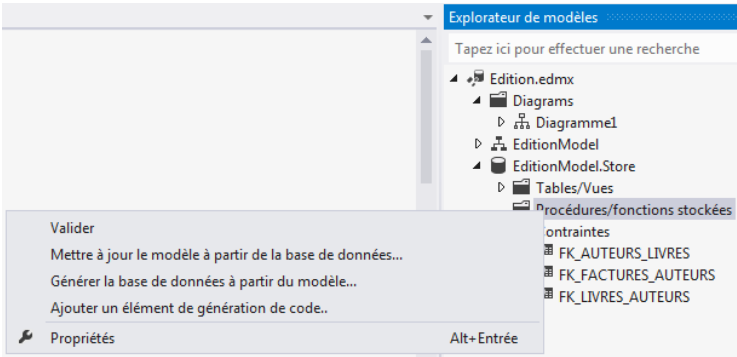 Explorateur de modèles
Tapez ici pour effectuer une recherche
Edition.edmx
Diagrams
Diagramme1
EditionModel
EditionModel.Store
Tables/Vues
Procédures/fonctions stockées
ontraintes
FK_AUTEURS_LIVRES
FK_FACTURES_AUTEURS
FK_LIVRES_AUTEURS
Valider
Mettre à jour le modèle à partir de la base de données...
Générer la base de données à partir du modèle...
Ajouter un élément de génération de code..
Propriétés Alt+Entrée